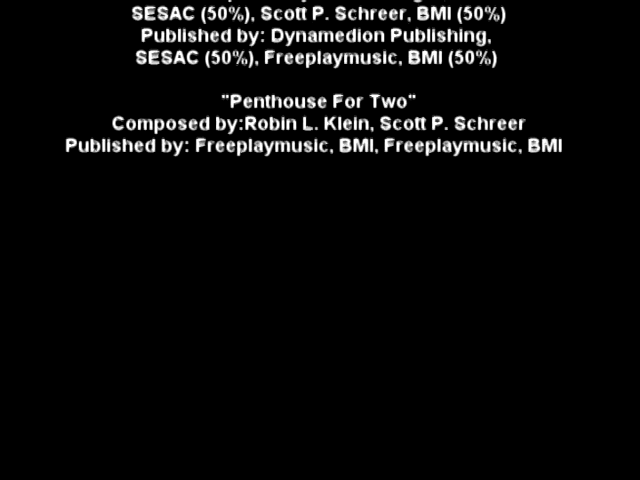 SESAC (50%), Scott P. Schreer, BMI (50%)
Published by: Dynamedion Publishing,
SESAC (50%), Freeplaymusic, BMI (50%)
"Penthouse For Two"
Composed by:Robin L. Klein, Scott P. Schreer
Published by: Freeplaymusic, BMI, Freeplaymusic, BMI